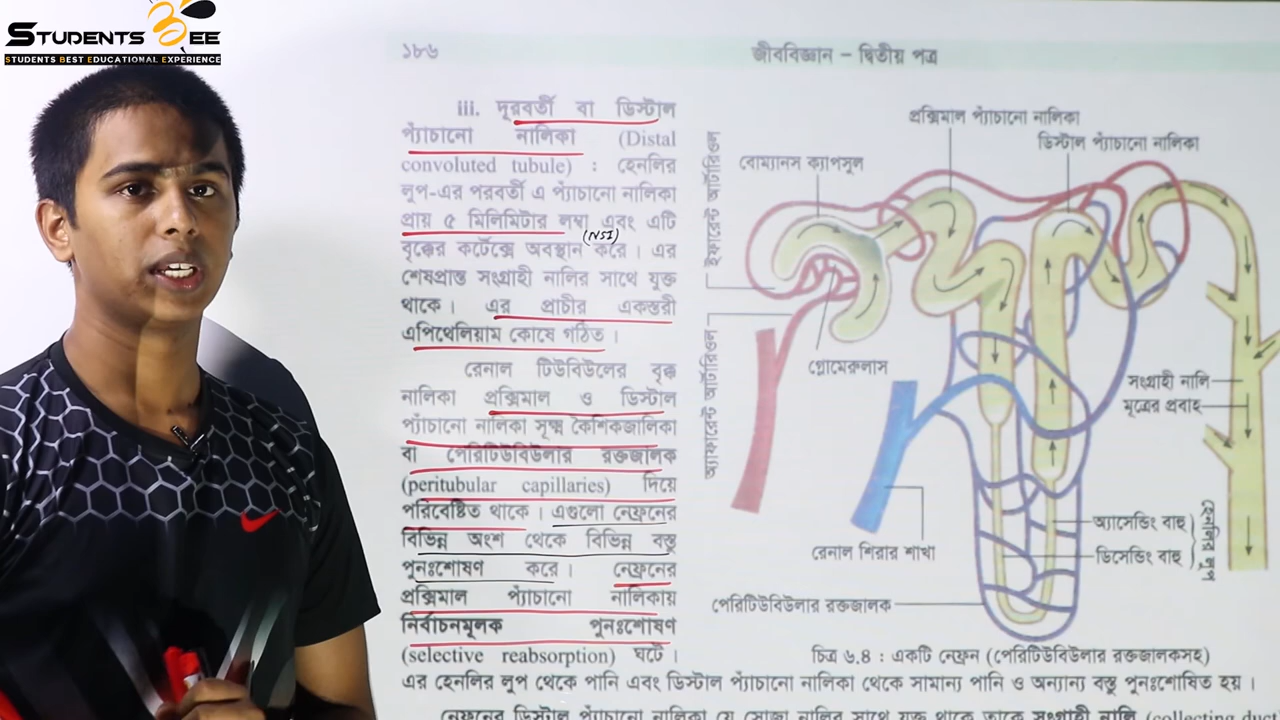 STUDENTS BEE
STUDENTS BEST EDUCATIONAL EXPERIENCE
১৮৬
জীববিজ্ঞান – দ্বিতীয় পত্র
iii. দূরবর্তী বা ডিস্টাল
প্যাঁচানো নালিকা (Distal
convoluted tubule) : হেনলির
লূপ-এর পরবর্তী এ প্যাঁচানো নালিকা
প্রায় ৫ মিলিমিটার লম্বা এবং এটি
(NSI)
বৃক্কের কর্টেক্সে অবস্থান করে। এর
শেষপ্রান্ত সংগ্রাহী নালির সাথে যুক্ত
থাকে। এর প্রাচীর একস্তরী
এপিথেলিয়াম কোষে গঠিত।
রেনাল টিউবিউলের বৃক্ক
নালিকা প্রক্সিমাল ও ডিস্টাল
প্যাঁচানো নালিকা সূক্ষ্ম কৈশিকজালিকা
বা পেরিটিউবিউলার রক্তজালক
(peritubular capillaries) দিয়ে
পরিবেষ্টিত থাকে। এগুলো নেফ্রনের
বিভিন্ন অংশ থেকে বিভিন্ন বস্তু
পুনঃশোষণ করে। নেফ্রনের
প্রক্সিমাল প্যাঁচানো নালিকায়
নির্বাচনমূলক পুনঃশোষণ
(selective reabsorption) ঘটে।
এর হেনলির লূপ থেকে পানি এবং ডিস্টাল প্যাঁচানো নালিকা থেকে সামান্য পানি ও অন্যান্য বস্তু পুনঃশোষিত হয়।
নেফ্রনের ডিস্টাল প্যাঁচানো নালিকা যে সোজা নালির সাথে যুক্ত থাকে তাকে সংগ্রাহী নালি (collecting duct
প্রক্সিমাল প্যাঁচানো নালিকা
ডিস্টাল প্যাঁচানো নালিকা
বোম্যানস ক্যাপসুল
ইফারেন্ট আর্টারিওল
অ্যাফারেন্ট আর্টারিওল
গ্লোমেরুলাস
সংগ্রাহী নালি
মূত্রের প্রবাহ
রেনাল শিরার শাখা
অ্যাসেন্ডিং বাহু
ডিসেন্ডিং বাহু
হেনলির লূপ
পেরিটিউবিউলার রক্তজালক
চিত্র ৬.৪ : একটি নেফ্রন (পেরিটিউবিউলার রক্তজালকসহ)